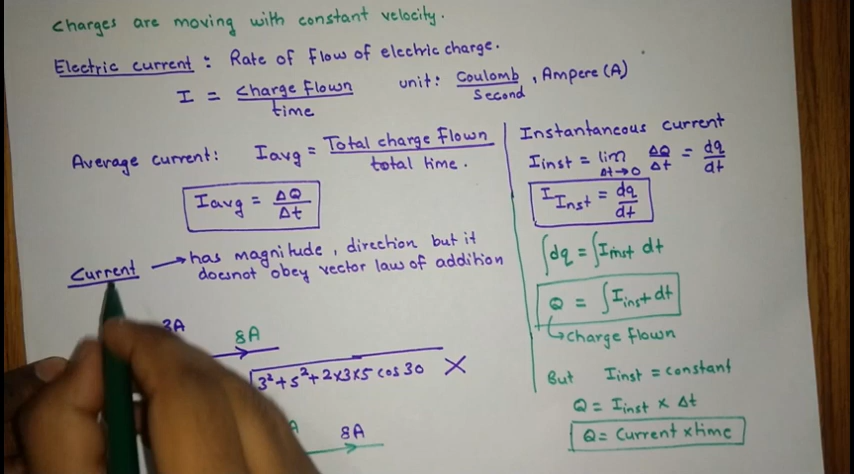 Charges are moving with constant velocity.
Electric current : Rate of flow of electric charge.
I = charge flown / time unit: Coulomb / Second , Ampere (A)
Average current: Iavg = Total charge flown / total time.
Iavg = ΔQ / Δt
Current → has magnitude, direction but it
doesnot obey vector law of addition
3A
8A
√3²+5²+2×3×5 cos 30 ×
8A
Instantaneous current
Iinst = lim Δt→0 ΔQ / Δt = dq / dt
IInst = dq / dt
∫dq = ∫Iinst dt
Q = ∫Iinst dt
→ charge flown
But Iinst = constant
Q = Iinst × Δt
Q = Current × time